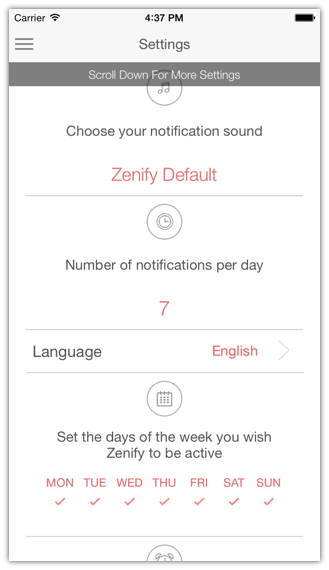 Carrier 4:37 PM
Settings
Scroll Down For More Settings
Choose your notification sound
Zenify Default
Number of notifications per day
7
Language English
Set the days of the week you wish
Zenify to be active
MON TUE WED THU FRI SAT SUN